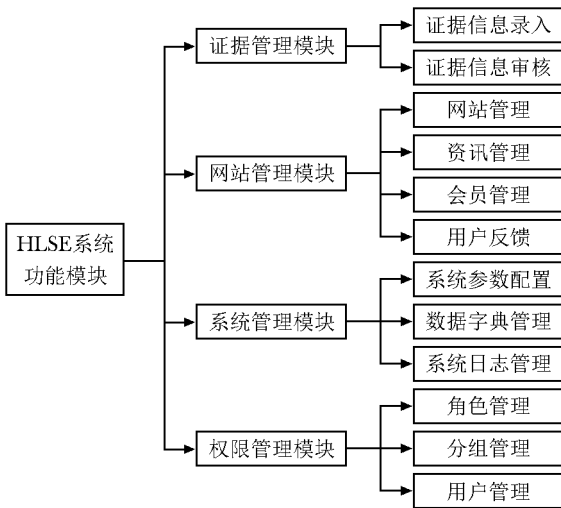 HLSE系统
功能模块
证据管理模块
证据信息录入
证据信息审核
网站管理模块
网站管理
资讯管理
会员管理
用户反馈
系统管理模块
系统参数配置
数据字典管理
系统日志管理
权限管理模块
角色管理
分组管理
用户管理